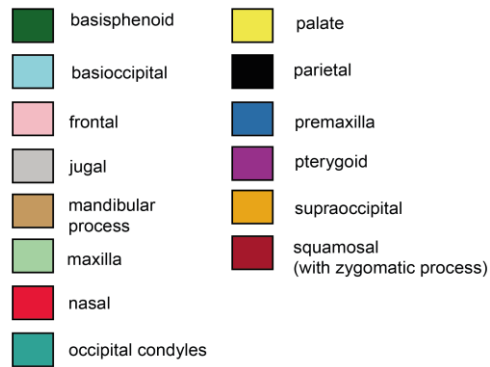 basisphenoid
basioccipital
frontal
jugal
mandibular
process
maxilla
nasal
occipital condyles
palate
parietal
premaxilla
pterygoid
supraoccipital
squamosal
(with zygomatic process)